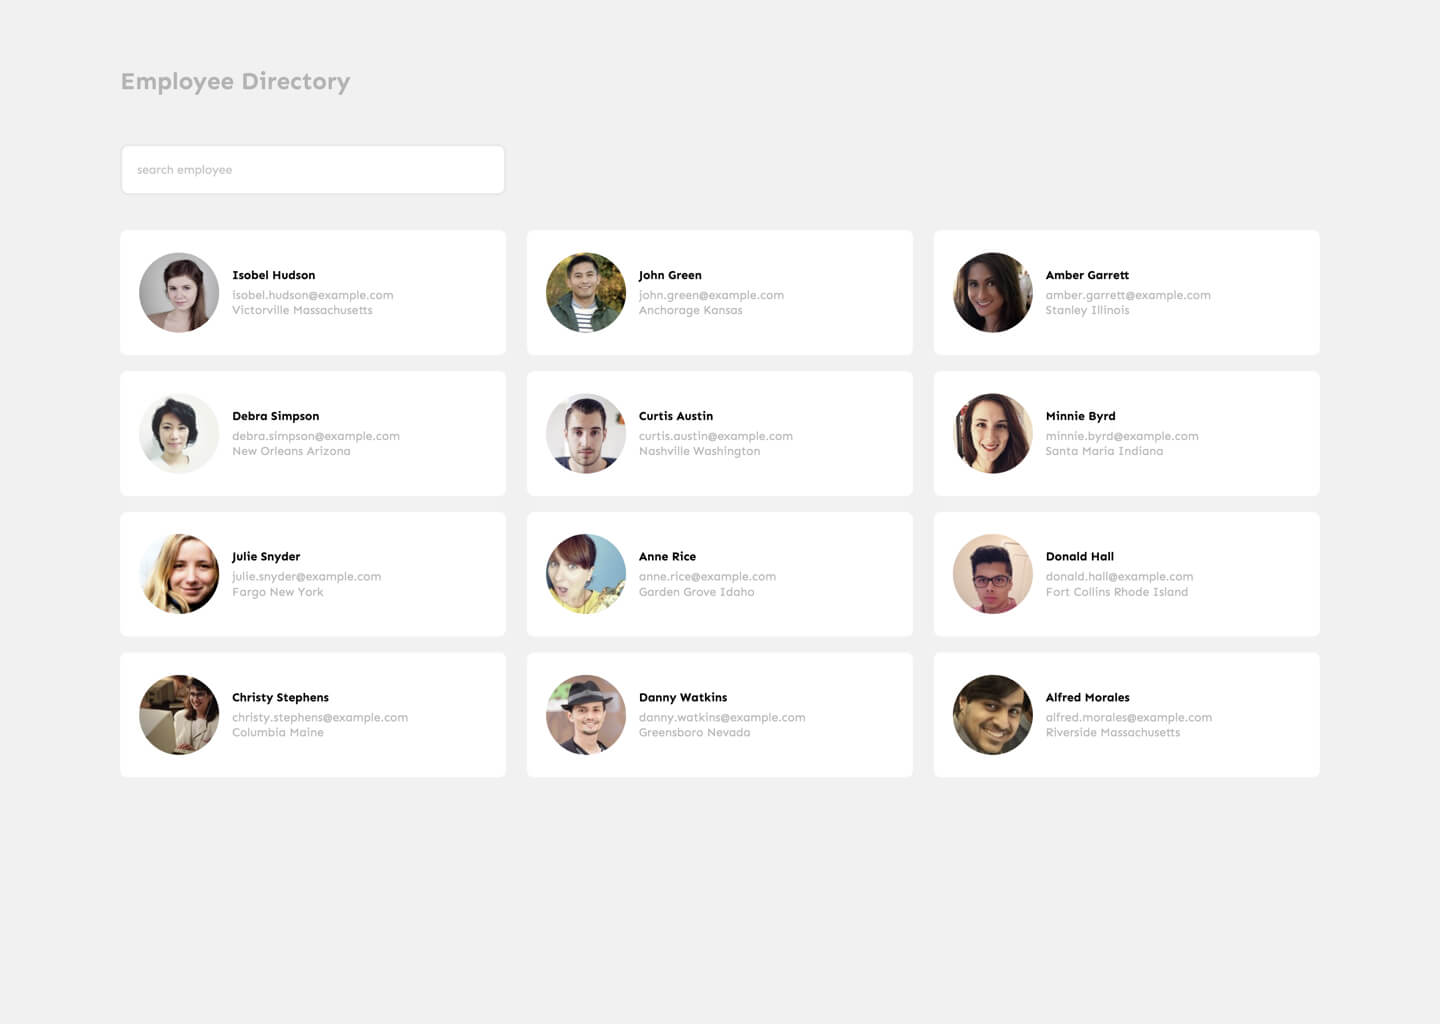 Employee Directory
search employee
Isobel Hudson
isobel.hudson@example.com
Victorville Massachusetts
John Green
john.green@example.com
Anchorage Kansas
Amber Garrett
amber.garrett@example.com
Stanley Illinois
Debra Simpson
debra.simpson@example.com
New Orleans Arizona
Curtis Austin
curtis.austin@example.com
Nashville Washington
Minnie Byrd
minnie.byrd@example.com
Santa Maria Indiana
Julie Snyder
julie.snyder@example.com
Fargo New York
Anne Rice
anne.rice@example.com
Garden Grove Idaho
Donald Hall
donald.hall@example.com
Fort Collins Rhode Island
Christy Stephens
christy.stephens@example.com
Columbia Maine
Danny Watkins
danny.watkins@example.com
Greensboro Nevada
Alfred Morales
alfred.morales@example.com
Riverside Massachusetts